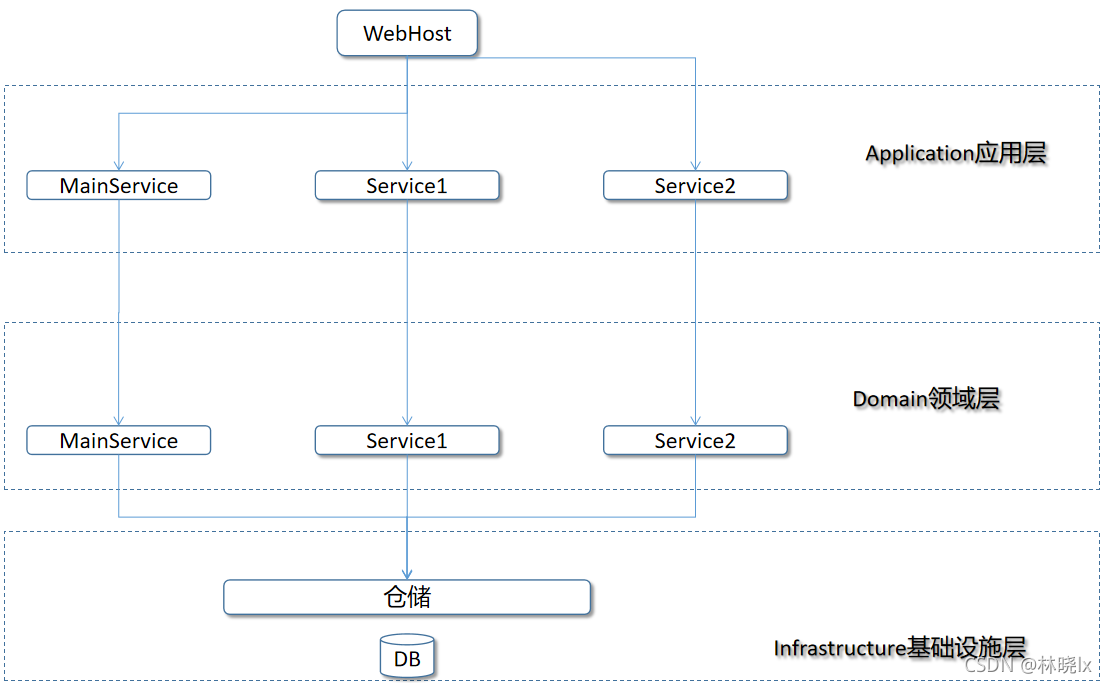 WebHost
Application应用层
MainService
Service1
Service2
Domain领域层
MainService
Service1
Service2
仓储
DB
Infrastructure基础设施层
CSDN @林晓lx